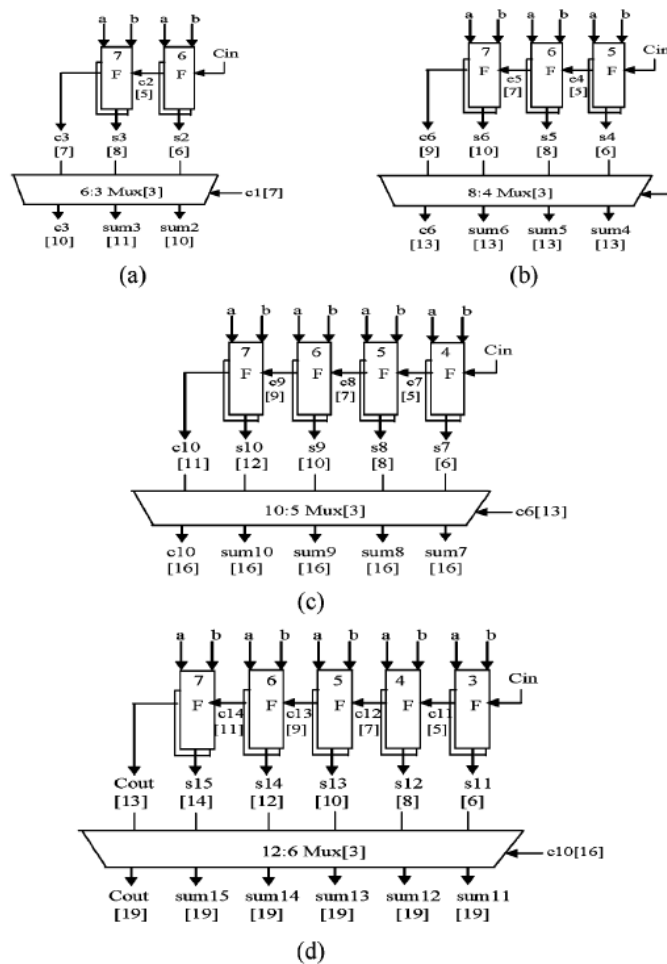 a b a b
7 6
F F Cin
c2
[5]
c3 s3 s2
[7] [8] [6]
6:3 Mux[3] c1[7]
c3 sum3 sum2
[10] [11] [10]
(a)
a b a b a b
7 6 5
F F F Cin
c5 c4
[7] [5]
c6 s6 s5 s4
[9] [10] [8] [6]
8:4 Mux[3]
c6 sum6 sum5 sum4
[13] [13] [13] [13]
(b)
a b a b a b a b
7 6 5 4
F F F F Cin
c9 c8 c7
[9] [7] [5]
c10 s10 s9 s8 s7
[11] [12] [10] [8] [6]
10:5 Mux[3] c6[13]
c10 sum10 sum9 sum8 sum7
[16] [16] [16] [16] [16]
(c)
a b a b a b a b a b
7 6 5 4 3
F F F F F Cin
c14 c13 c12 c11
[11] [9] [7] [5]
Cout s15 s14 s13 s12 s11
[13] [14] [12] [10] [8] [6]
12:6 Mux[3] c10[16]
Cout sum15 sum14 sum13 sum12 sum11
[19] [19] [19] [19] [19] [19]
(d)